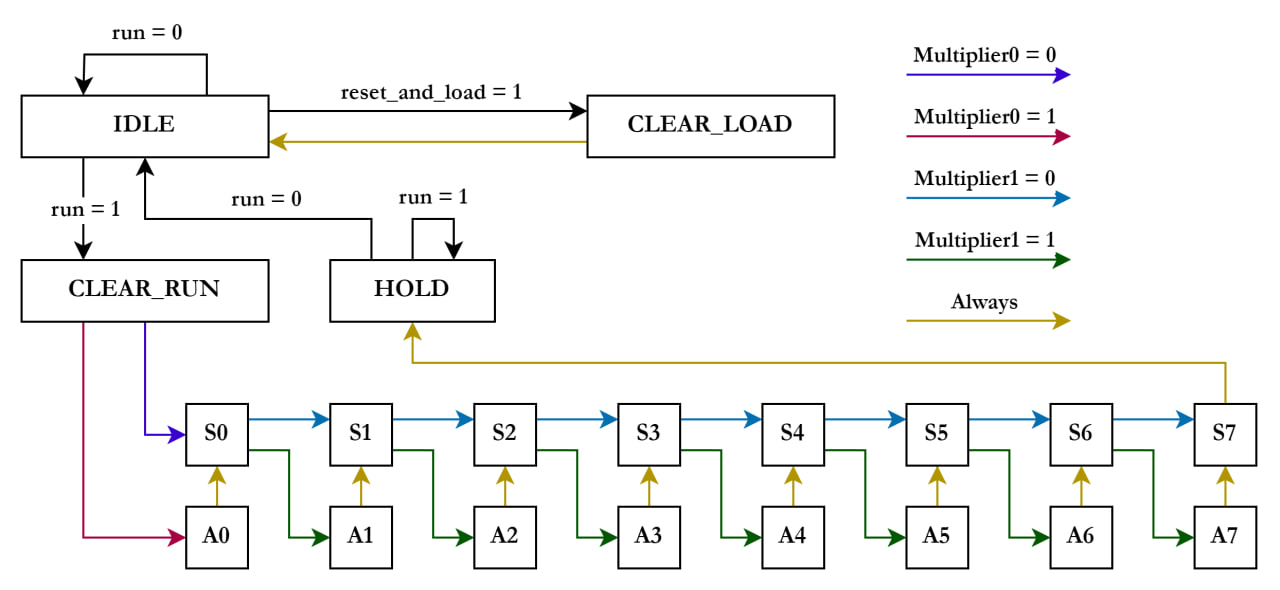 run = 0
Multiplier0 = 0
reset_and_load = 1
IDLE
CLEAR_LOAD
Multiplier0 = 1
Multiplier1 = 0
run = 1
run = 0
run = 1
Multiplier1 = 1
CLEAR_RUN
HOLD
Always
S0
S1
S2
S3
S4
S5
S6
S7
A0
A1
A2
A3
A4
A5
A6
A7